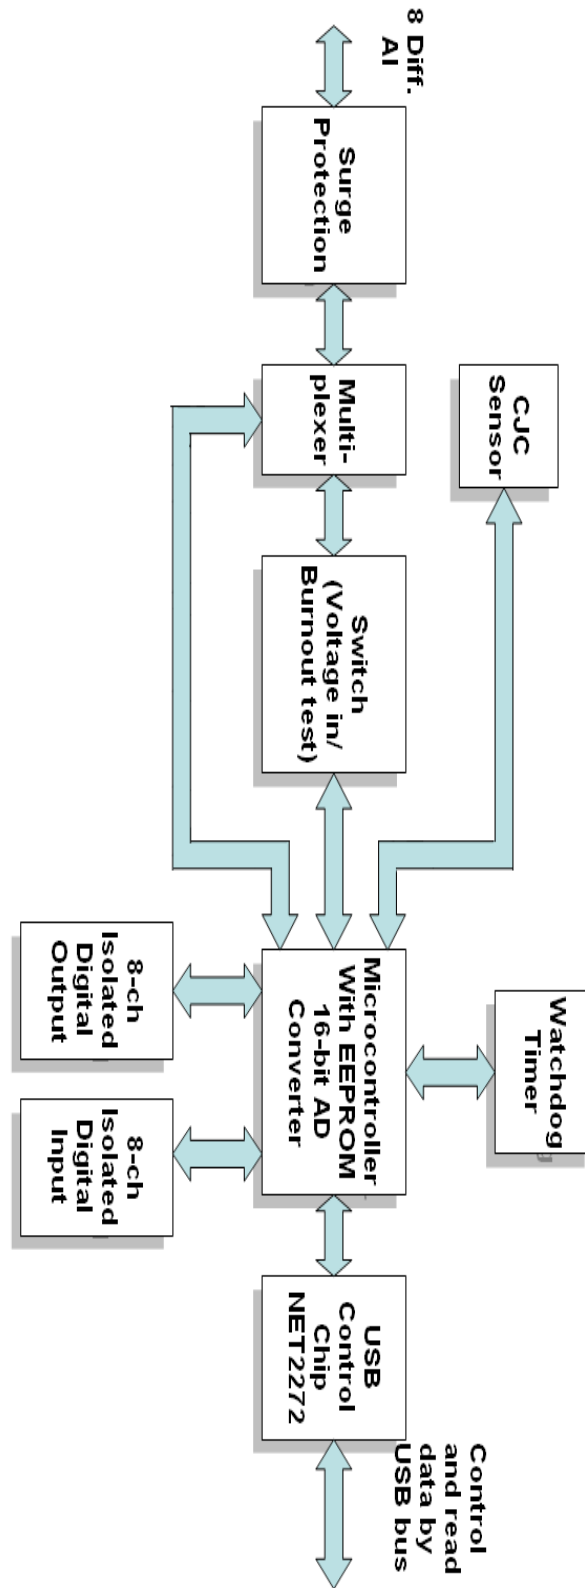 8 Diff.
AI
Surge
Protection
Multi-
plexer
CJC
Sensor
Switch
(Voltage in/
Burnout test)
Microcontroller
With EEPROM
16-bit AD
Converter
Watchdog
Timer
8-ch
Isolated
Digital
Output
8-ch
Isolated
Digital
Input
USB
Control
Chip
NET2272
Control
and read
data by
USB bus